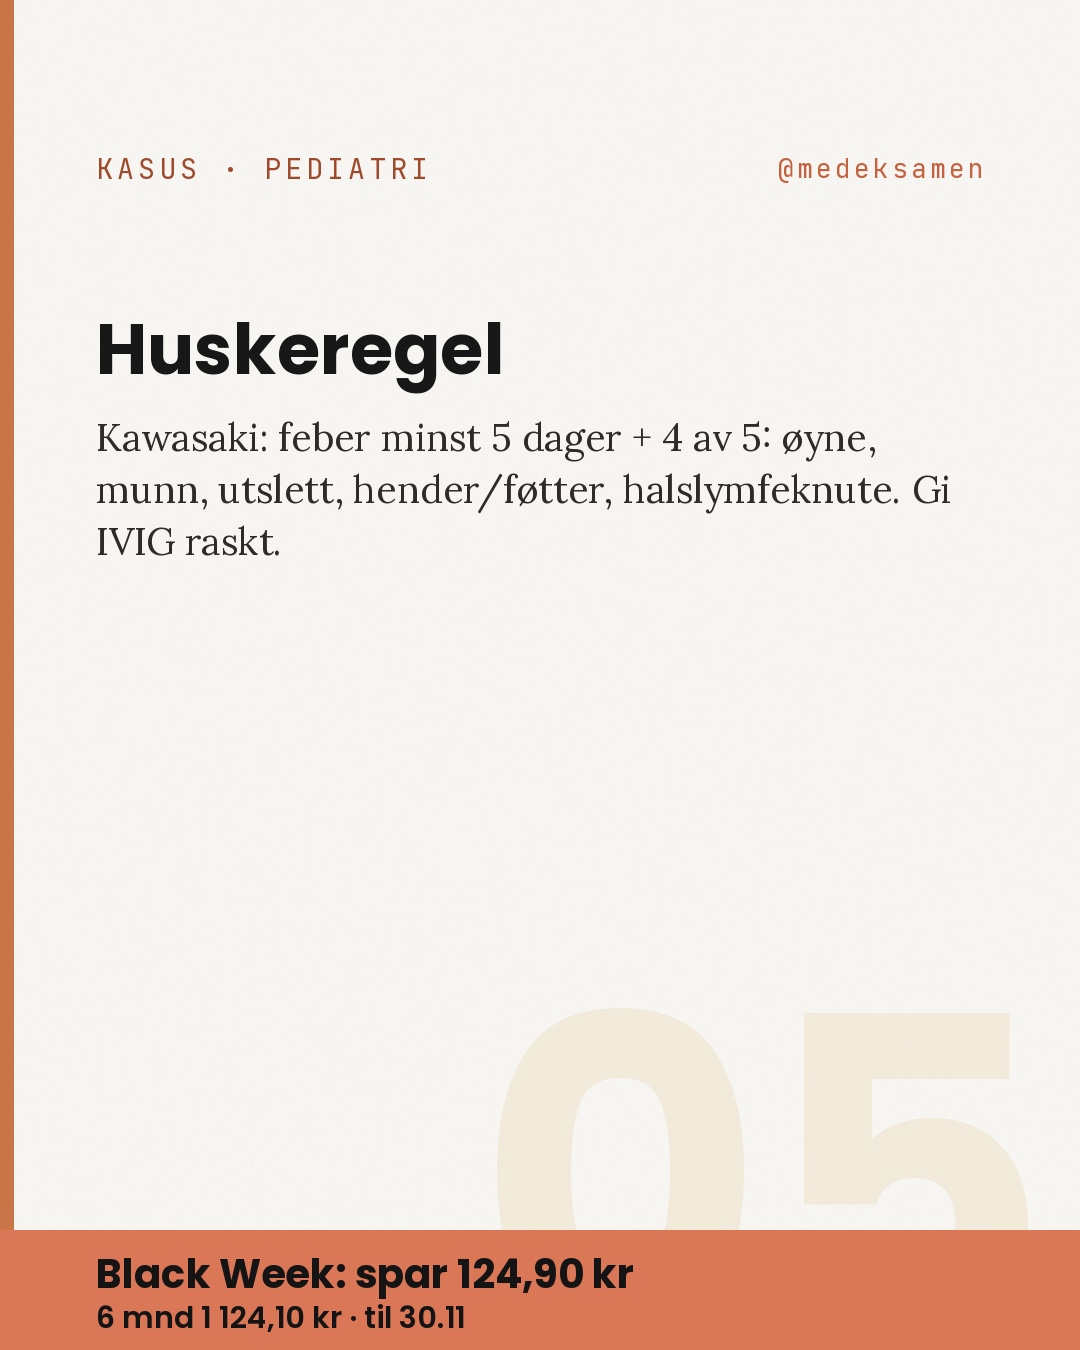 KASUS · PEDIATRI
@medeksamen
Huskeregel
Kawasaki: feber minst 5 dager + 4 av 5: øyne,
munn, utslett, hender/føtter, halslymfeknute. Gi
IVIG raskt.
05
Black Week: spar 124,90 kr
6 mnd 1 124,10 kr · til 30.11